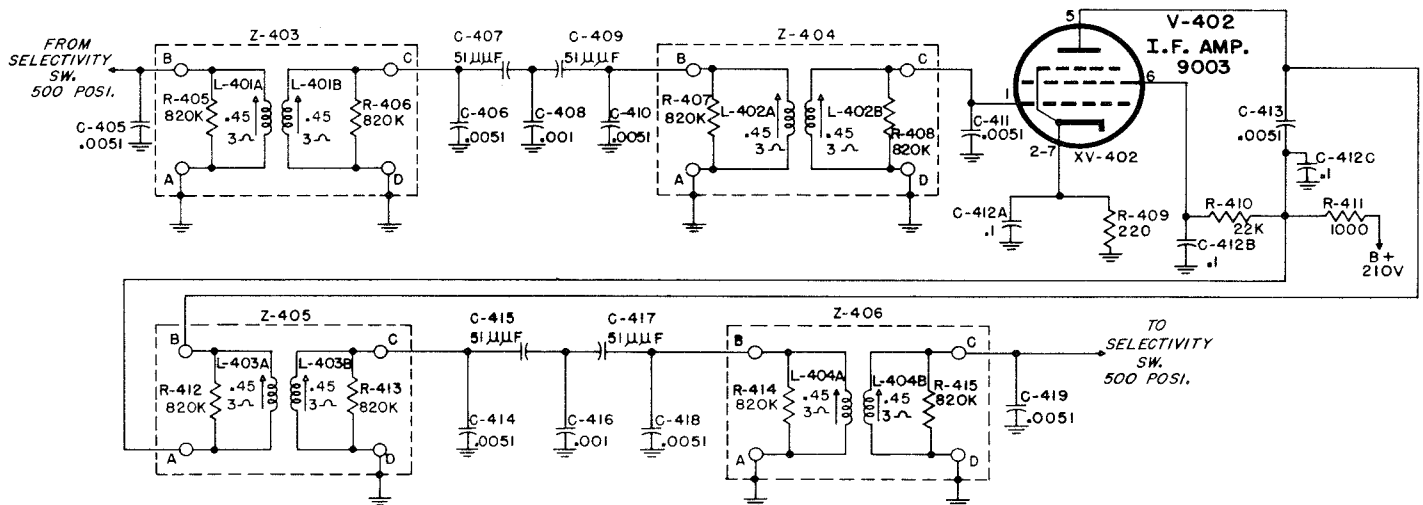 FROM
SELECTIVITY
SW.
500 POSI.
C-405
.0051
Z-403
B
A
C
D
R-405
820K
L-401A
.45
3Ω
L-401B
.45
3Ω
R-406
820K
C-407
51μμF
C-409
51μμF
C-406
.0051
C-408
.001
C-410
.0051
Z-404
B
A
C
D
R-407
820K
L-402A
.45
3Ω
L-402B
.45
3Ω
R-408
820K
C-411
.0051
5
1
6
2-7
V-402
I.F. AMP.
9003
XV-402
C-412A
.1
R-409
220
C-413
.0051
C-412C
.1
R-410
22K
C-412B
.1
R-411
1000
B+
210V
Z-405
B
A
C
D
R-412
820K
L-403A
.45
3Ω
L-403B
.45
3Ω
R-413
820K
C-415
51μμF
C-417
51μμF
C-414
.0051
C-416
.001
C-418
.0051
Z-406
B
A
C
D
R-414
820K
L-404A
.45
3Ω
L-404B
.45
3Ω
R-415
820K
C-419
.0051
TO
SELECTIVITY
SW.
500 POSI.